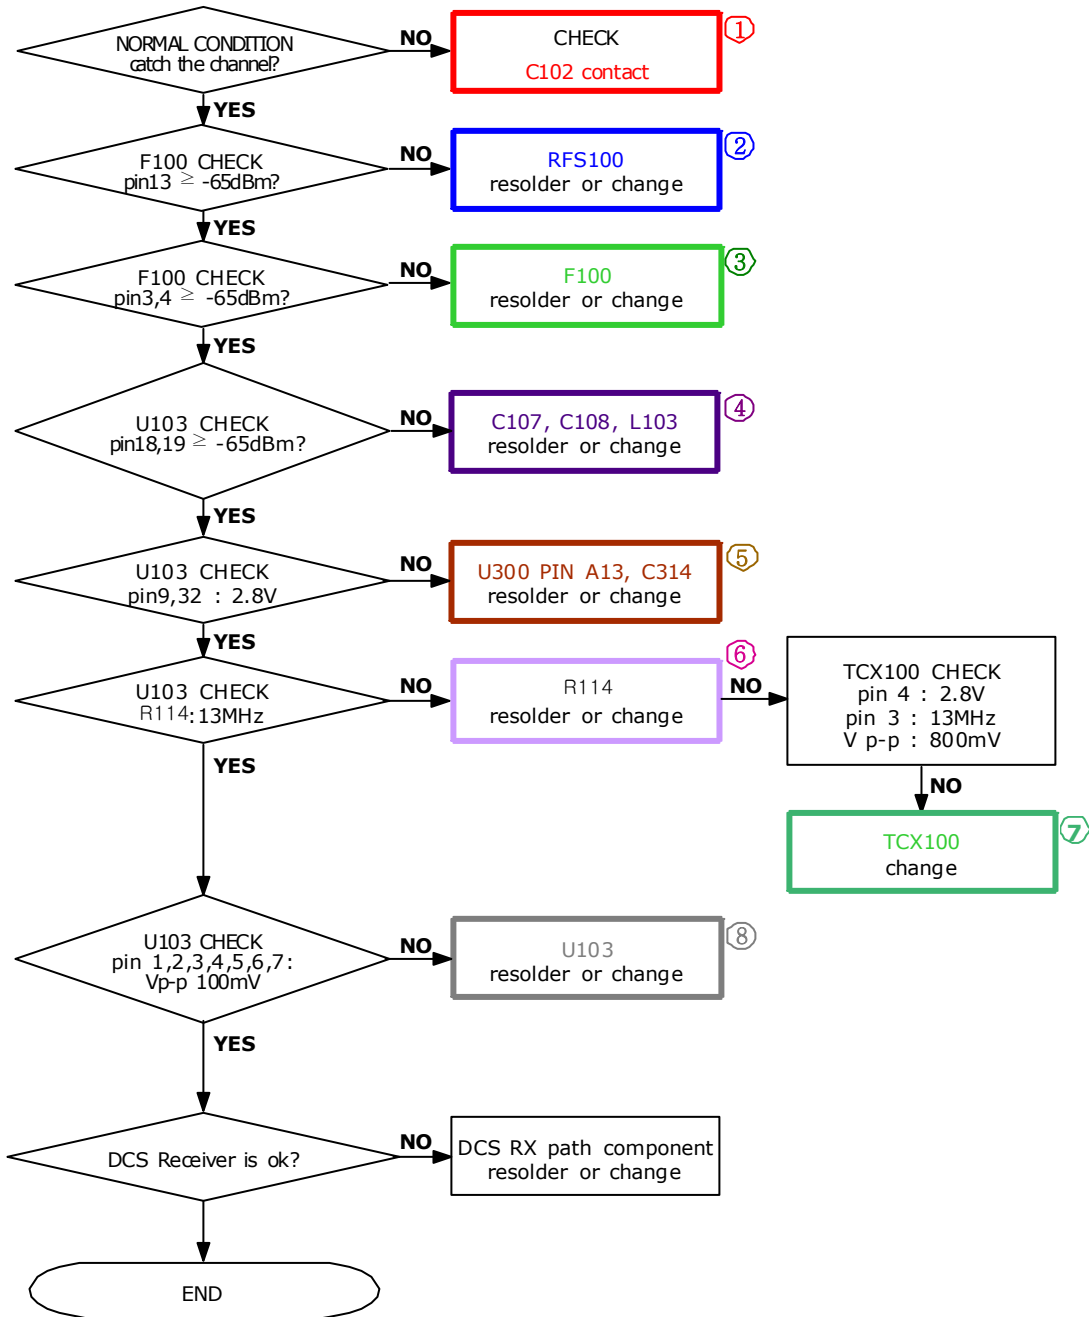 NORMAL CONDITION
catch the channel?
NO
CHECK
C102 contact
①
YES
F100 CHECK
pin13 ≥ -65dBm?
NO
RFS100
resolder or change
②
YES
F100 CHECK
pin3,4 ≥ -65dBm?
NO
F100
resolder or change
③
YES
U103 CHECK
pin18,19 ≥ -65dBm?
NO
C107, C108, L103
resolder or change
④
YES
U103 CHECK
pin9,32 : 2.8V
NO
U300 PIN A13, C314
resolder or change
⑤
YES
U103 CHECK
R114:13MHz
NO
R114
resolder or change
⑥
NO
TCX100 CHECK
pin 4 : 2.8V
pin 3 : 13MHz
V p-p : 800mV
NO
TCX100
change
⑦
YES
U103 CHECK
pin 1,2,3,4,5,6,7:
Vp-p 100mV
NO
U103
resolder or change
⑧
YES
DCS Receiver is ok?
NO
DCS RX path component
resolder or change
END